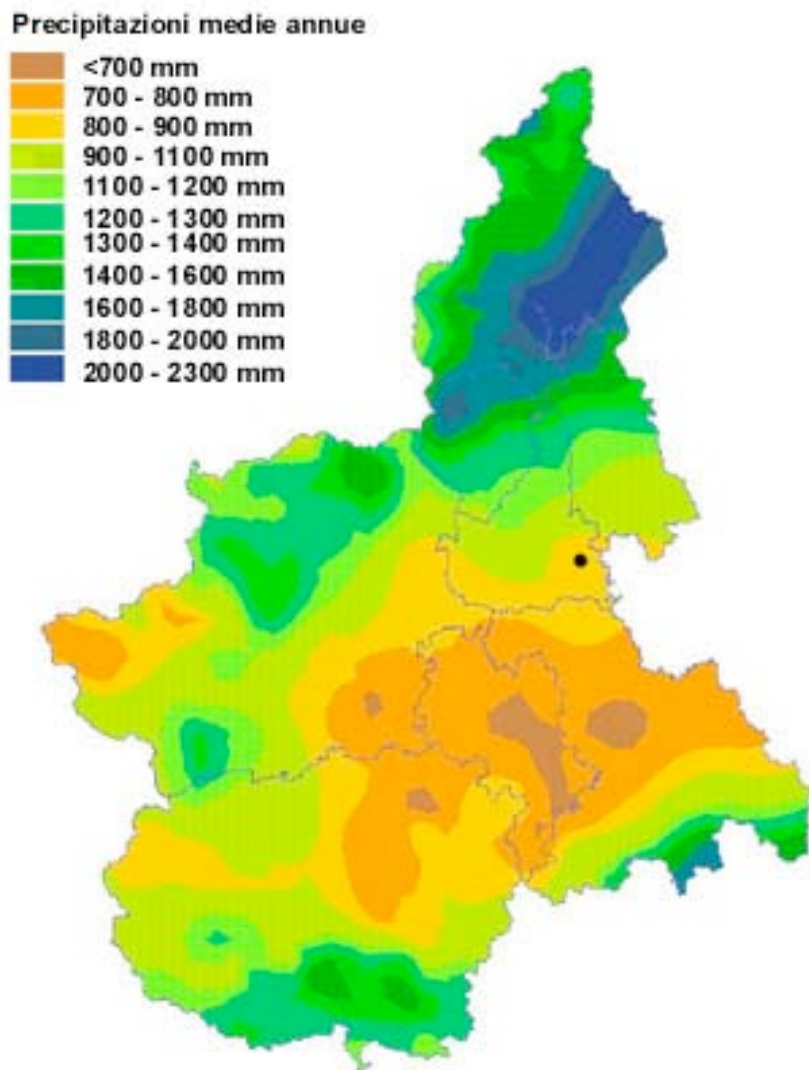 Precipitazioni medie annue
<700 mm
700 - 800 mm
800 - 900 mm
900 - 1100 mm
1100 - 1200 mm
1200 - 1300 mm
1300 - 1400 mm
1400 - 1600 mm
1600 - 1800 mm
1800 - 2000 mm
2000 - 2300 mm